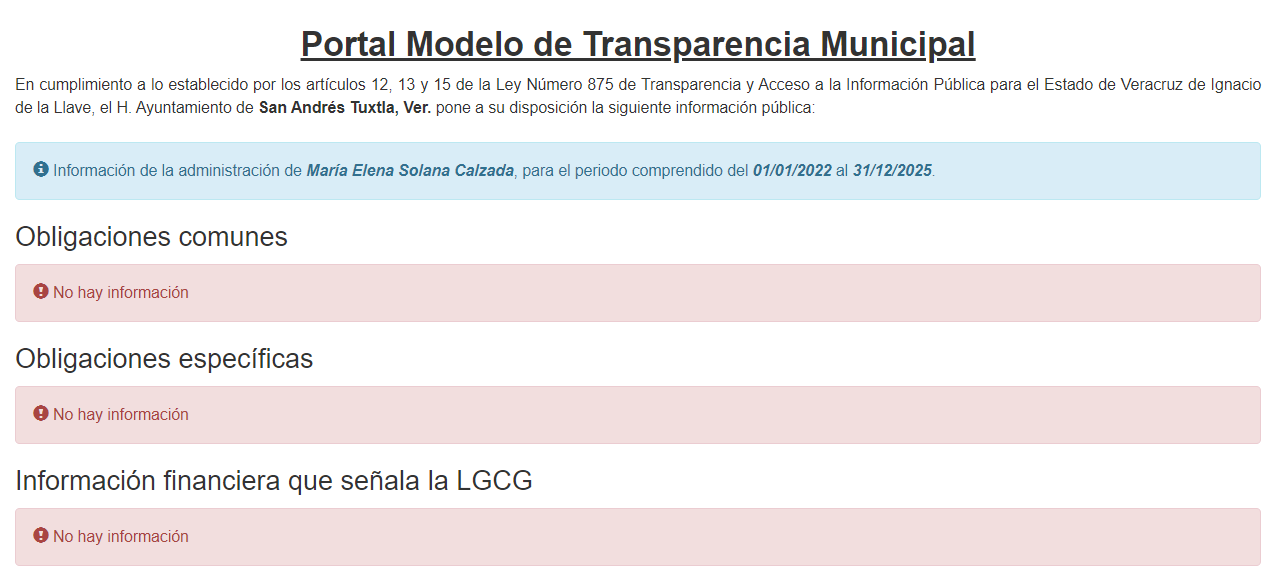 Portal Modelo de Transparencia Municipal
En cumplimiento a lo establecido por los artículos 12, 13 y 15 de la Ley Número 875 de Transparencia y Acceso a la Información Pública para el Estado de Veracruz de Ignacio
de la Llave, el H. Ayuntamiento de San Andrés Tuxtla, Ver. pone a su disposición la siguiente información pública:
Información de la administración de María Elena Solana Calzada, para el periodo comprendido del 01/01/2022 al 31/12/2025.
Obligaciones comunes
No hay información
Obligaciones específicas
No hay información
Información financiera que señala la LGCG
No hay información